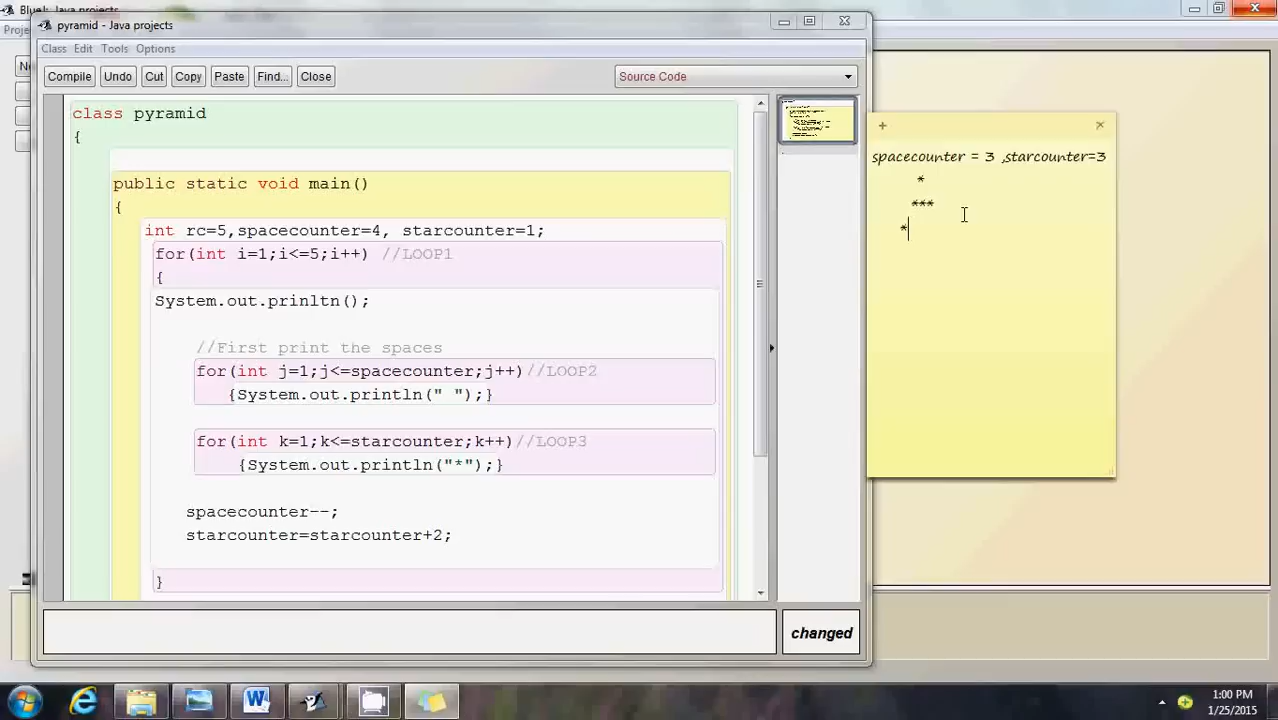 BlueJ: Java projects
pyramid - Java projects
Class Edit Tools Options
Compile Undo Cut Copy Paste Find... Close Source Code
class pyramid
{
public static void main()
{
int rc=5,spacecounter=4, starcounter=1;
for(int i=1;i<=5;i++) //LOOP1
{
System.out.prinltn();
//First print the spaces
for(int j=1;j<=spacecounter;j++)//LOOP2
{System.out.println(" ");}
for(int k=1;k<=starcounter;k++)//LOOP3
{System.out.println("*");}
spacecounter--;
starcounter=starcounter+2;
}
changed
spacecounter = 3 ,starcounter=3
*
***
*
1:00 PM
1/25/2015